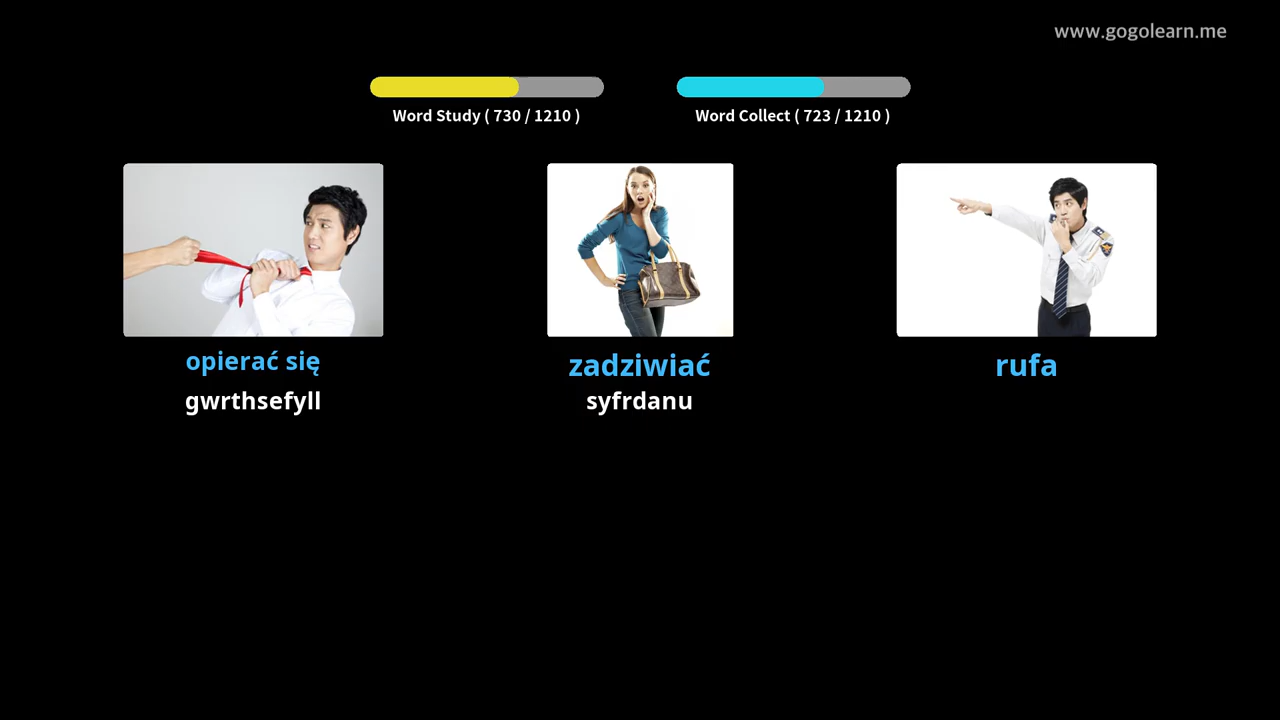 www.gogolearn.me
Word Study ( 730 / 1210 )
Word Collect ( 723 / 1210 )
opierać się
zadziwiać
rufa
gwrthsefyll
syfrdanu